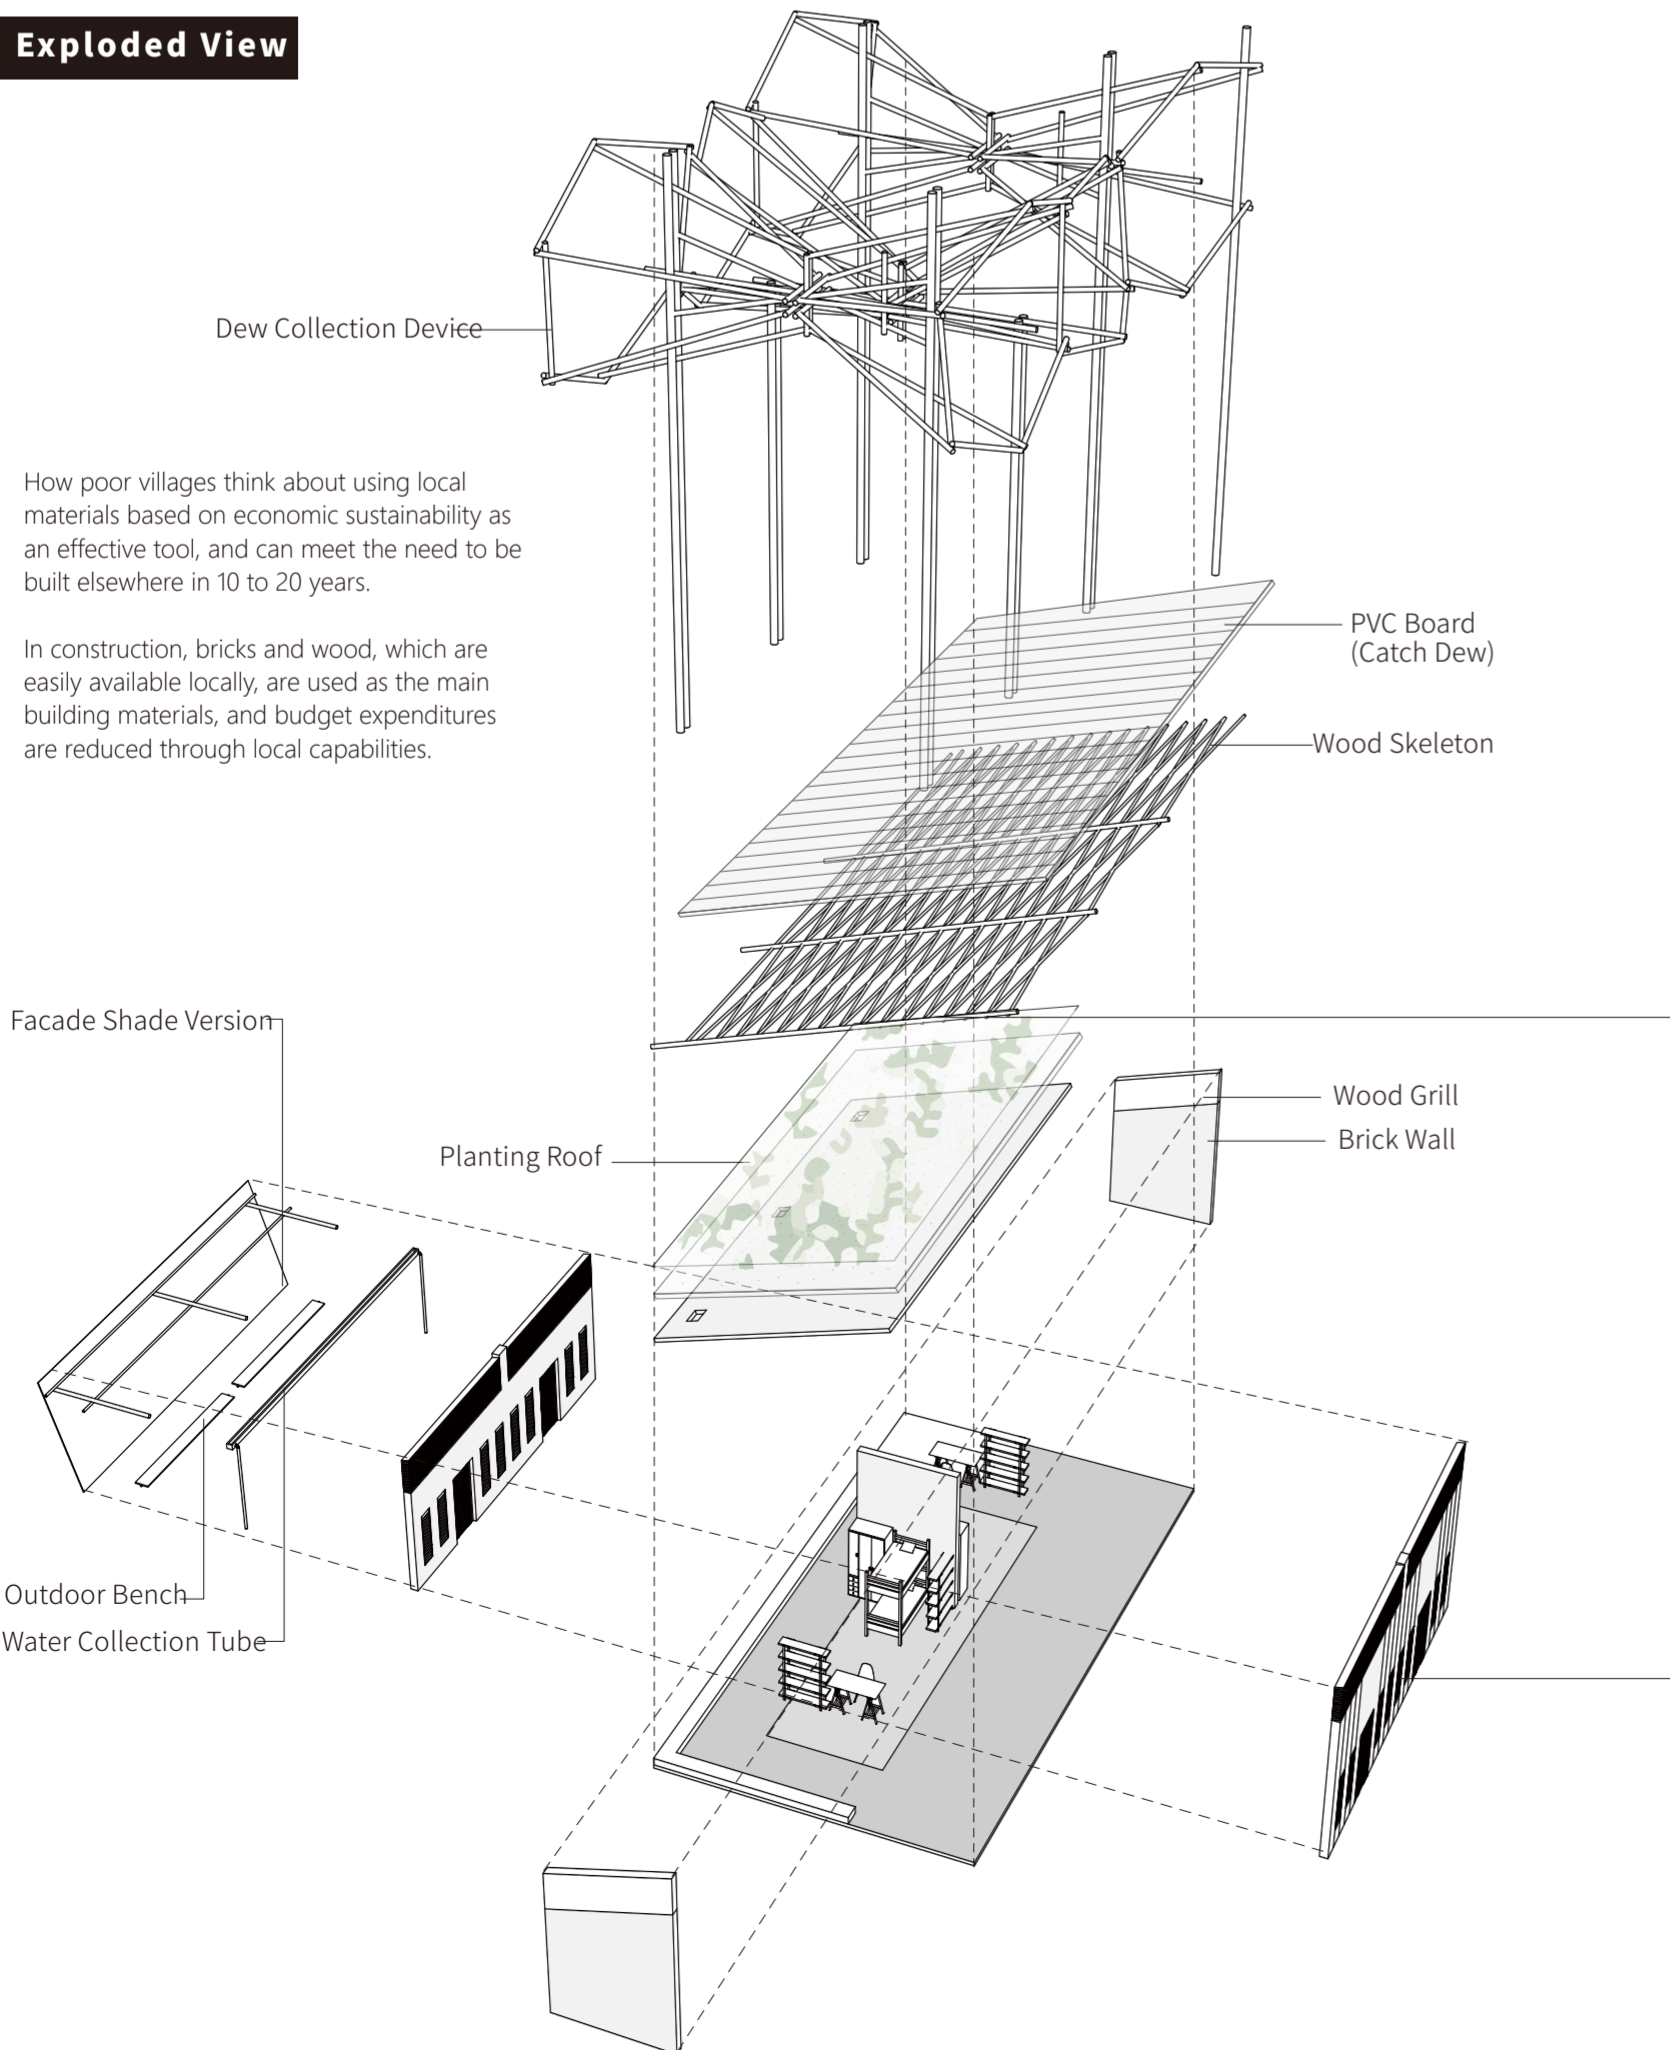 Exploded View
Dew Collection Device
How poor villages think about using local
materials based on economic sustainability as
an effective tool, and can meet the need to be
built elsewhere in 10 to 20 years.
In construction, bricks and wood, which are
easily available locally, are used as the main
building materials, and budget expenditures
are reduced through local capabilities.
PVC Board
(Catch Dew)
Wood Skeleton
Facade Shade Version
Wood Grill
Brick Wall
Planting Roof
Outdoor Bench
Water Collection Tube